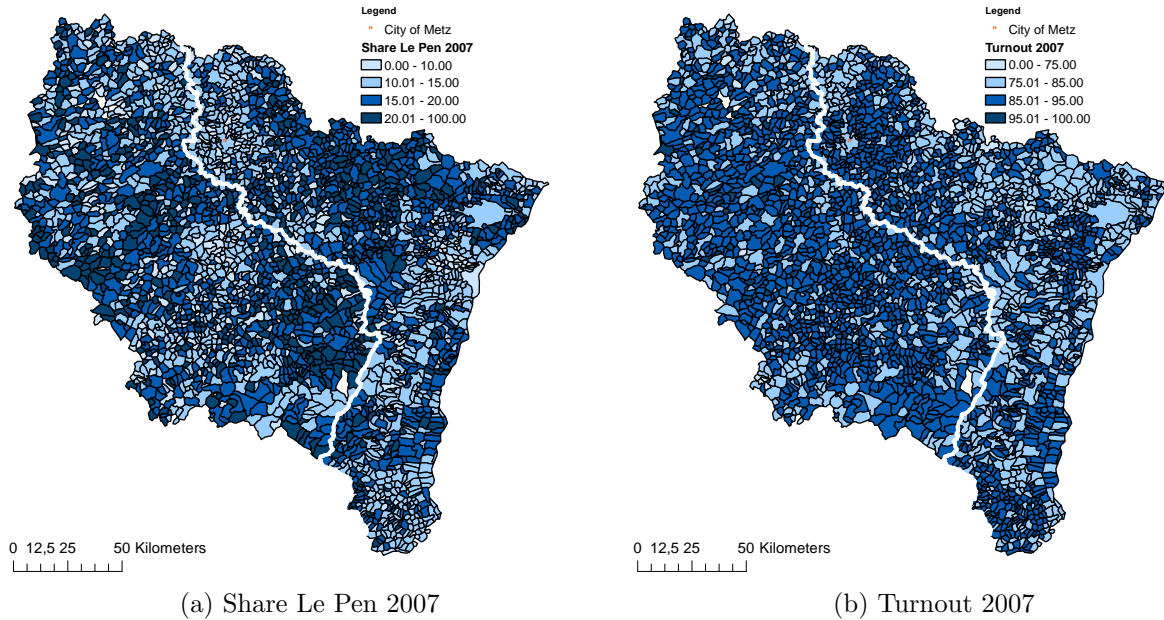 Legend
" City of Metz
Share Le Pen 2007
0.00 - 10.00
10.01 - 15.00
15.01 - 20.00
20.01 - 100.00
0 12,5 25 50 Kilometers
(a) Share Le Pen 2007
Legend
" City of Metz
Turnout 2007
0.00 - 75.00
75.01 - 85.00
85.01 - 95.00
95.01 - 100.00
0 12,5 25 50 Kilometers
(b) Turnout 2007